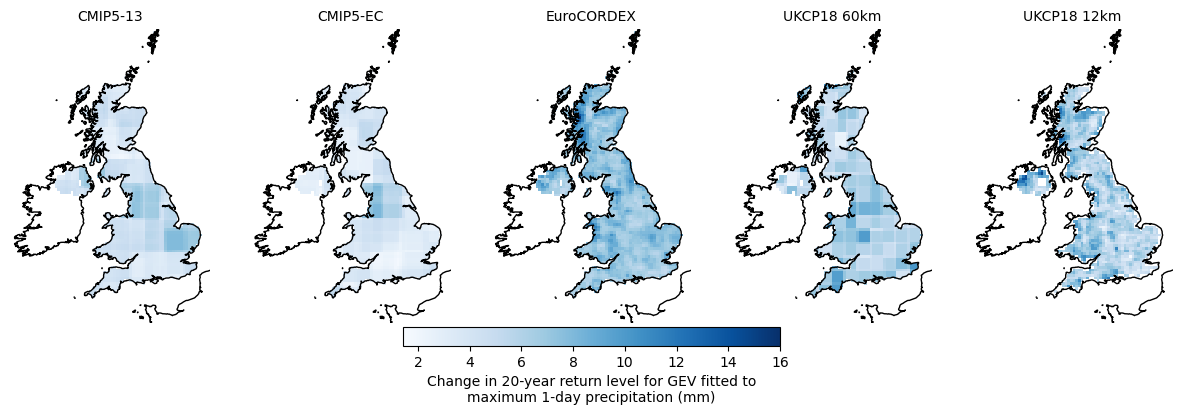 CMIP5-13
CMIP5-EC
EuroCORDEX
UKCP18 60km
UKCP18 12km
2 4 6 8 10 12 14 16
Change in 20-year return level for GEV fitted to
maximum 1-day precipitation (mm)